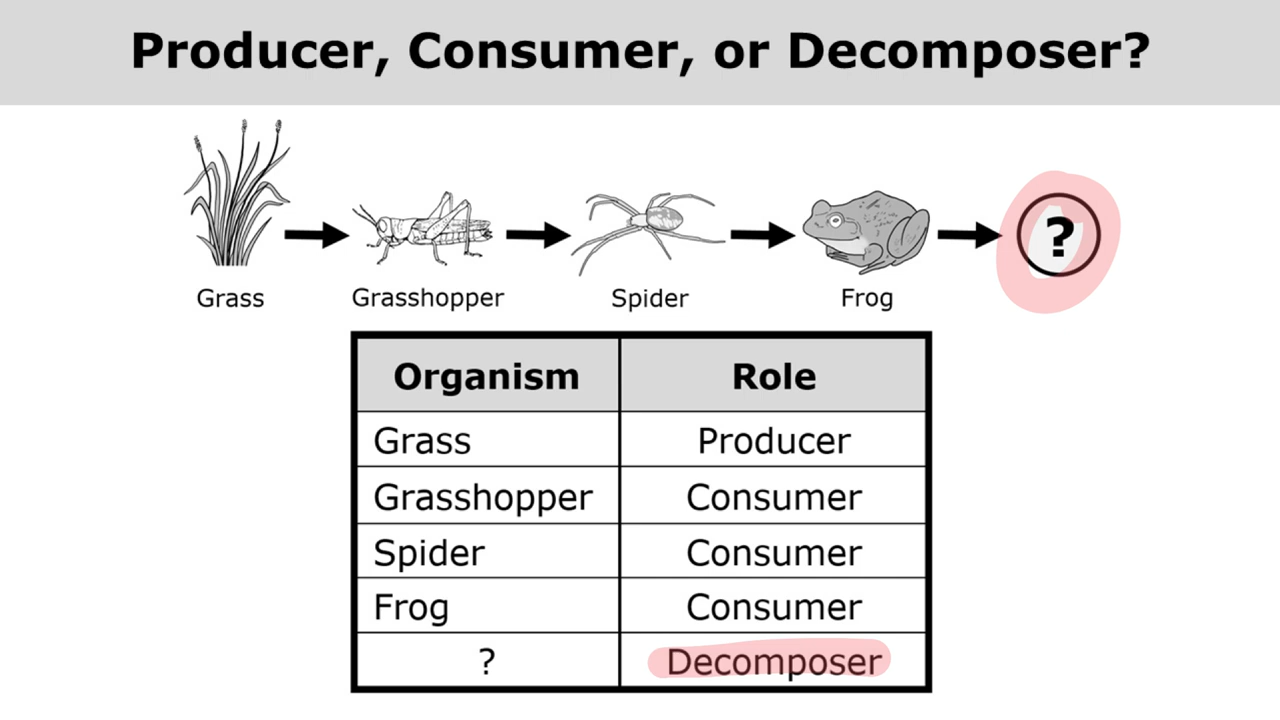 Producer, Consumer, or Decomposer?
?
Grass Grasshopper Spider Frog
Organism Role
Grass Producer
Grasshopper Consumer
Spider Consumer
Frog Consumer
? Decomposer